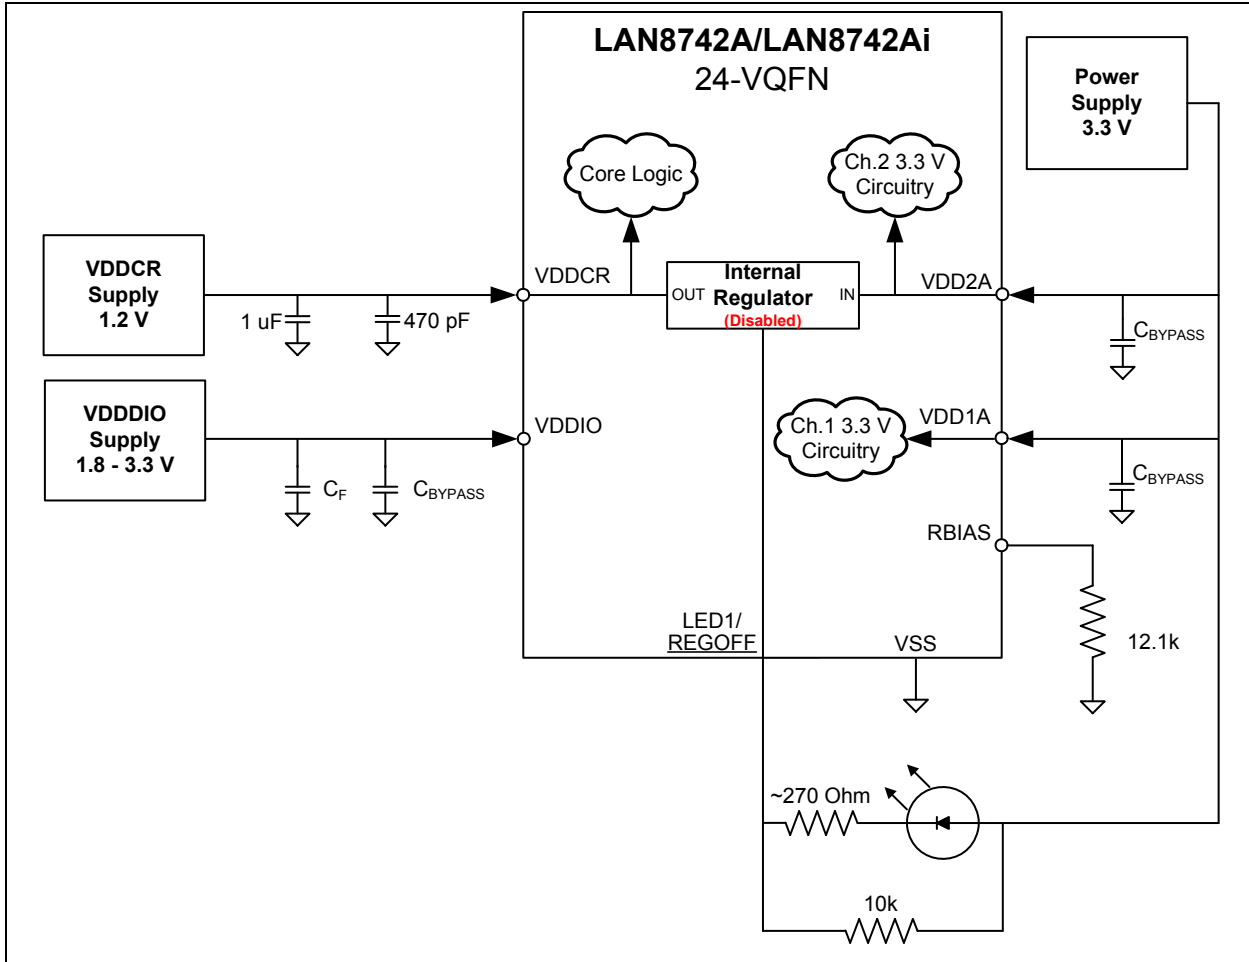 LAN8742A/LAN8742Ai
24-VQFN
Power
Supply
3.3 V
Core Logic
Ch.2 3.3 V
Circuitry
VDDCR
Supply
1.2 V
VDDCR
OUT
Internal
Regulator
(Disabled)
IN
VDD2A
1 uF
470 pF
CBYPASS
VDDDIO
Supply
1.8 - 3.3 V
VDDIO
Ch.1 3.3 V
Circuitry
VDD1A
CF
CBYPASS
CBYPASS
RBIAS
LED1/
REGOFF
VSS
12.1k
~270 Ohm
10k